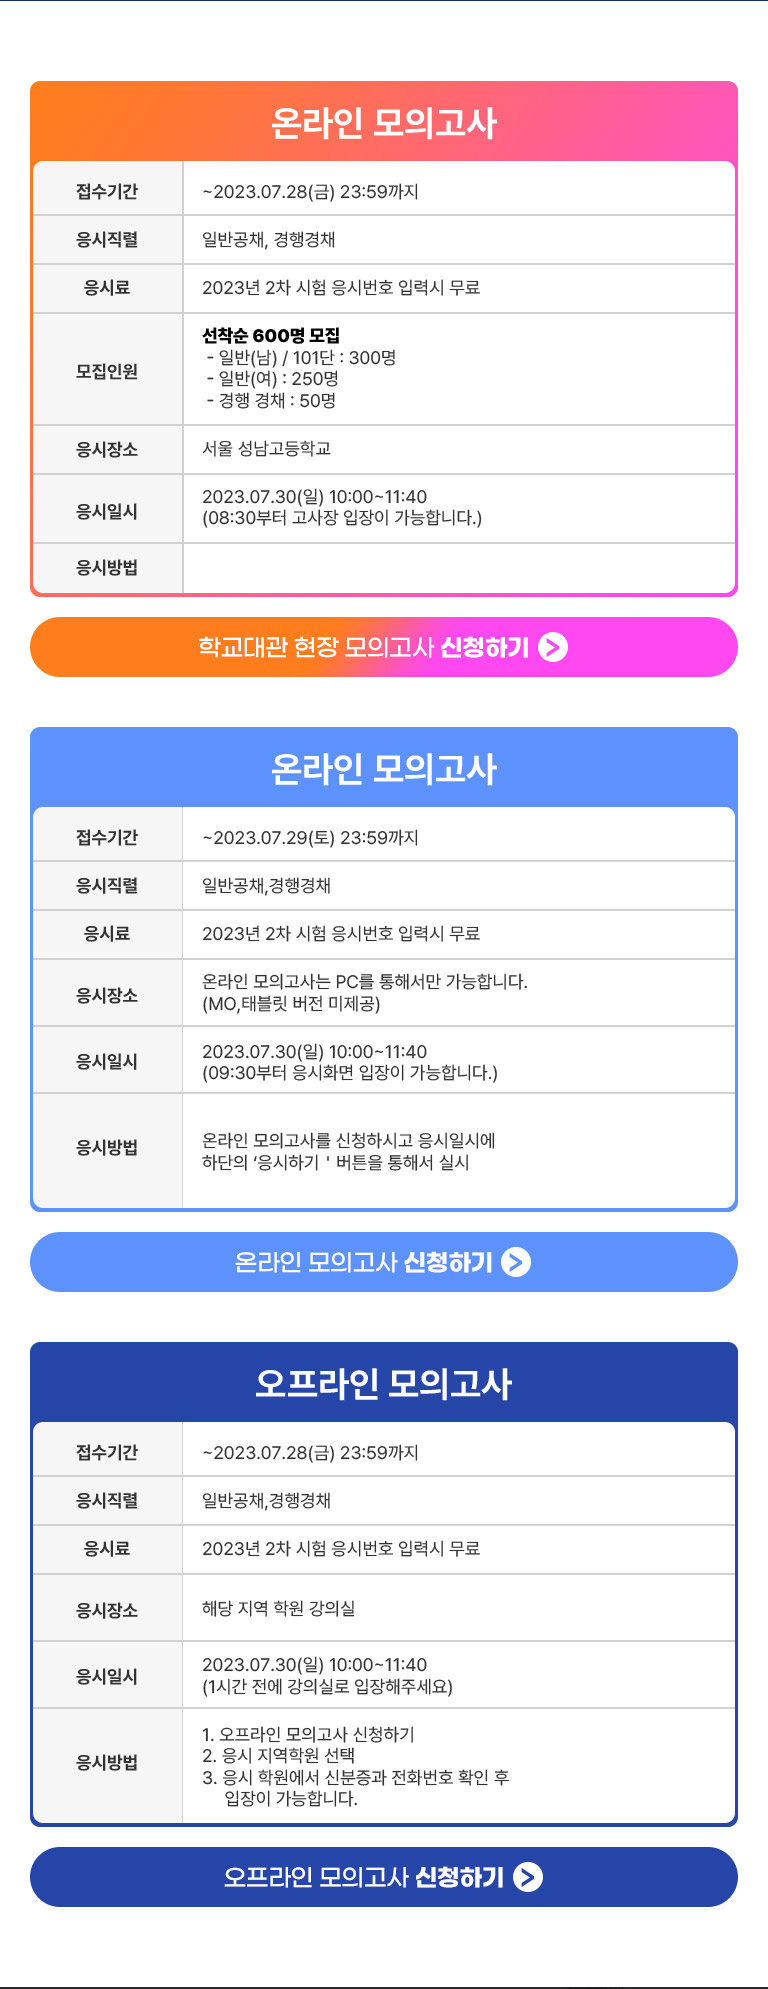 온라인 모의고사
접수기간 ~2023.07.28(금) 23:59까지
응시직렬 일반공채, 경행경채
응시료 2023년 2차 시험 응시번호 입력시 무료
모집인원
선착순 600명 모집
- 일반(남) / 101단 : 300명
- 일반(여) : 250명
- 경행 경채 : 50명
응시장소 서울 성남고등학교
응시일시
2023.07.30(일) 10:00~11:40
(08:30부터 고사장 입장이 가능합니다.)
응시방법
학교대관 현장 모의고사 신청하기
온라인 모의고사
접수기간 ~2023.07.29(토) 23:59까지
응시직렬 일반공채,경행경채
응시료 2023년 2차 시험 응시번호 입력시 무료
응시장소
온라인 모의고사는 PC를 통해서만 가능합니다.
(MO,태블릿 버전 미제공)
응시일시
2023.07.30(일) 10:00~11:40
(09:30부터 응시화면 입장이 가능합니다.)
응시방법
온라인 모의고사를 신청하시고 응시일시에
하단의 ‘응시하기 ' 버튼을 통해서 실시
온라인 모의고사 신청하기
오프라인 모의고사
접수기간 ~2023.07.28(금) 23:59까지
응시직렬 일반공채,경행경채
응시료 2023년 2차 시험 응시번호 입력시 무료
응시장소 해당 지역 학원 강의실
응시일시
2023.07.30(일) 10:00~11:40
(1시간 전에 강의실로 입장해주세요)
응시방법
1. 오프라인 모의고사 신청하기
2. 응시 지역학원 선택
3. 응시 학원에서 신분증과 전화번호 확인 후
입장이 가능합니다.
오프라인 모의고사 신청하기